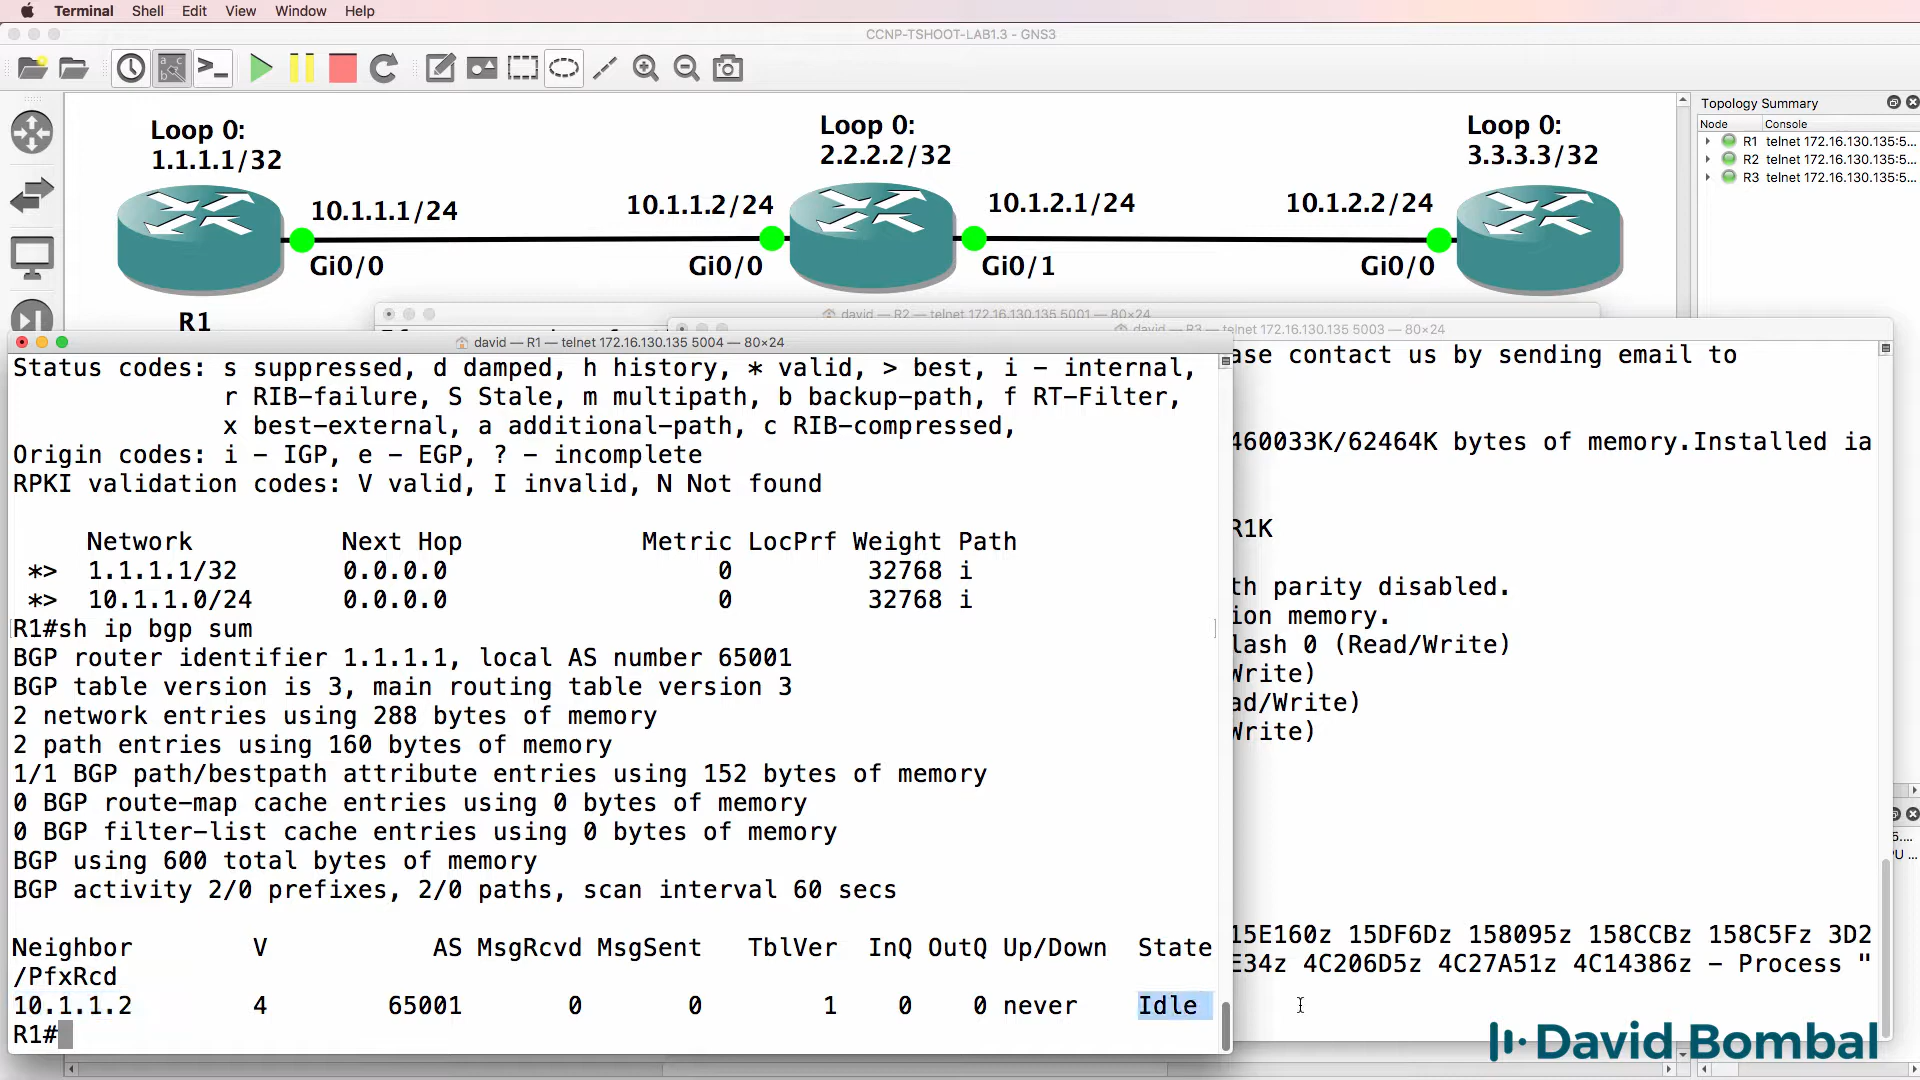 Terminal Shell Edit View Window Help
CCNP-TSHOOT-LAB1.3 - GNS3
Loop 0:
1.1.1.1/32
Loop 0:
2.2.2.2/32
Loop 0:
3.3.3.3/32
10.1.1.1/24
10.1.1.2/24
10.1.2.1/24
10.1.2.2/24
Gi0/0
Gi0/0
Gi0/1
Gi0/0
R1
Topology Summary
Node Console
R1 telnet 172.16.130.135:5...
R2 telnet 172.16.130.135:5...
R3 telnet 172.16.130.135:5...
david — R2 — telnet 172.16.130.135 5001 — 80×24
david — R3 — telnet 172.16.130.135 5003 — 80×24
david — R1 — telnet 172.16.130.135 5004 — 80×24
Status codes: s suppressed, d damped, h history, * valid, > best, i - internal,
r RIB-failure, S Stale, m multipath, b backup-path, f RT-Filter,
x best-external, a additional-path, c RIB-compressed,
Origin codes: i - IGP, e - EGP, ? - incomplete
RPKI validation codes: V valid, I invalid, N Not found
Network Next Hop Metric LocPrf Weight Path
*> 1.1.1.1/32 0.0.0.0 0 32768 i
*> 10.1.1.0/24 0.0.0.0 0 32768 i
R1#sh ip bgp sum
BGP router identifier 1.1.1.1, local AS number 65001
BGP table version is 3, main routing table version 3
2 network entries using 288 bytes of memory
2 path entries using 160 bytes of memory
1/1 BGP path/bestpath attribute entries using 152 bytes of memory
0 BGP route-map cache entries using 0 bytes of memory
0 BGP filter-list cache entries using 0 bytes of memory
BGP using 600 total bytes of memory
BGP activity 2/0 prefixes, 2/0 paths, scan interval 60 secs
Neighbor V AS MsgRcvd MsgSent TblVer InQ OutQ Up/Down State
/PfxRcd
10.1.1.2 4 65001 0 0 1 0 0 never Idle
R1#
ase contact us by sending email to
460033K/62464K bytes of memory.Installed ia
R1K
th parity disabled.
ion memory.
lash 0 (Read/Write)
Write)
ad/Write)
Write)
15E160z 15DF6Dz 158095z 158CCBz 158C5Fz 3D2
E34z 4C206D5z 4C27A51z 4C14386z - Process "
5....
PU ...
David Bombal